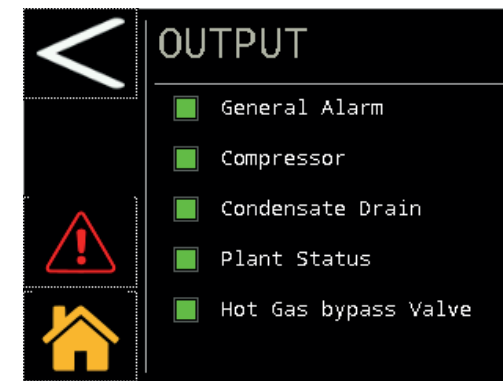 OUTPUT
General Alarm
Compressor
Condensate Drain
Plant Status
Hot Gas bypass Valve